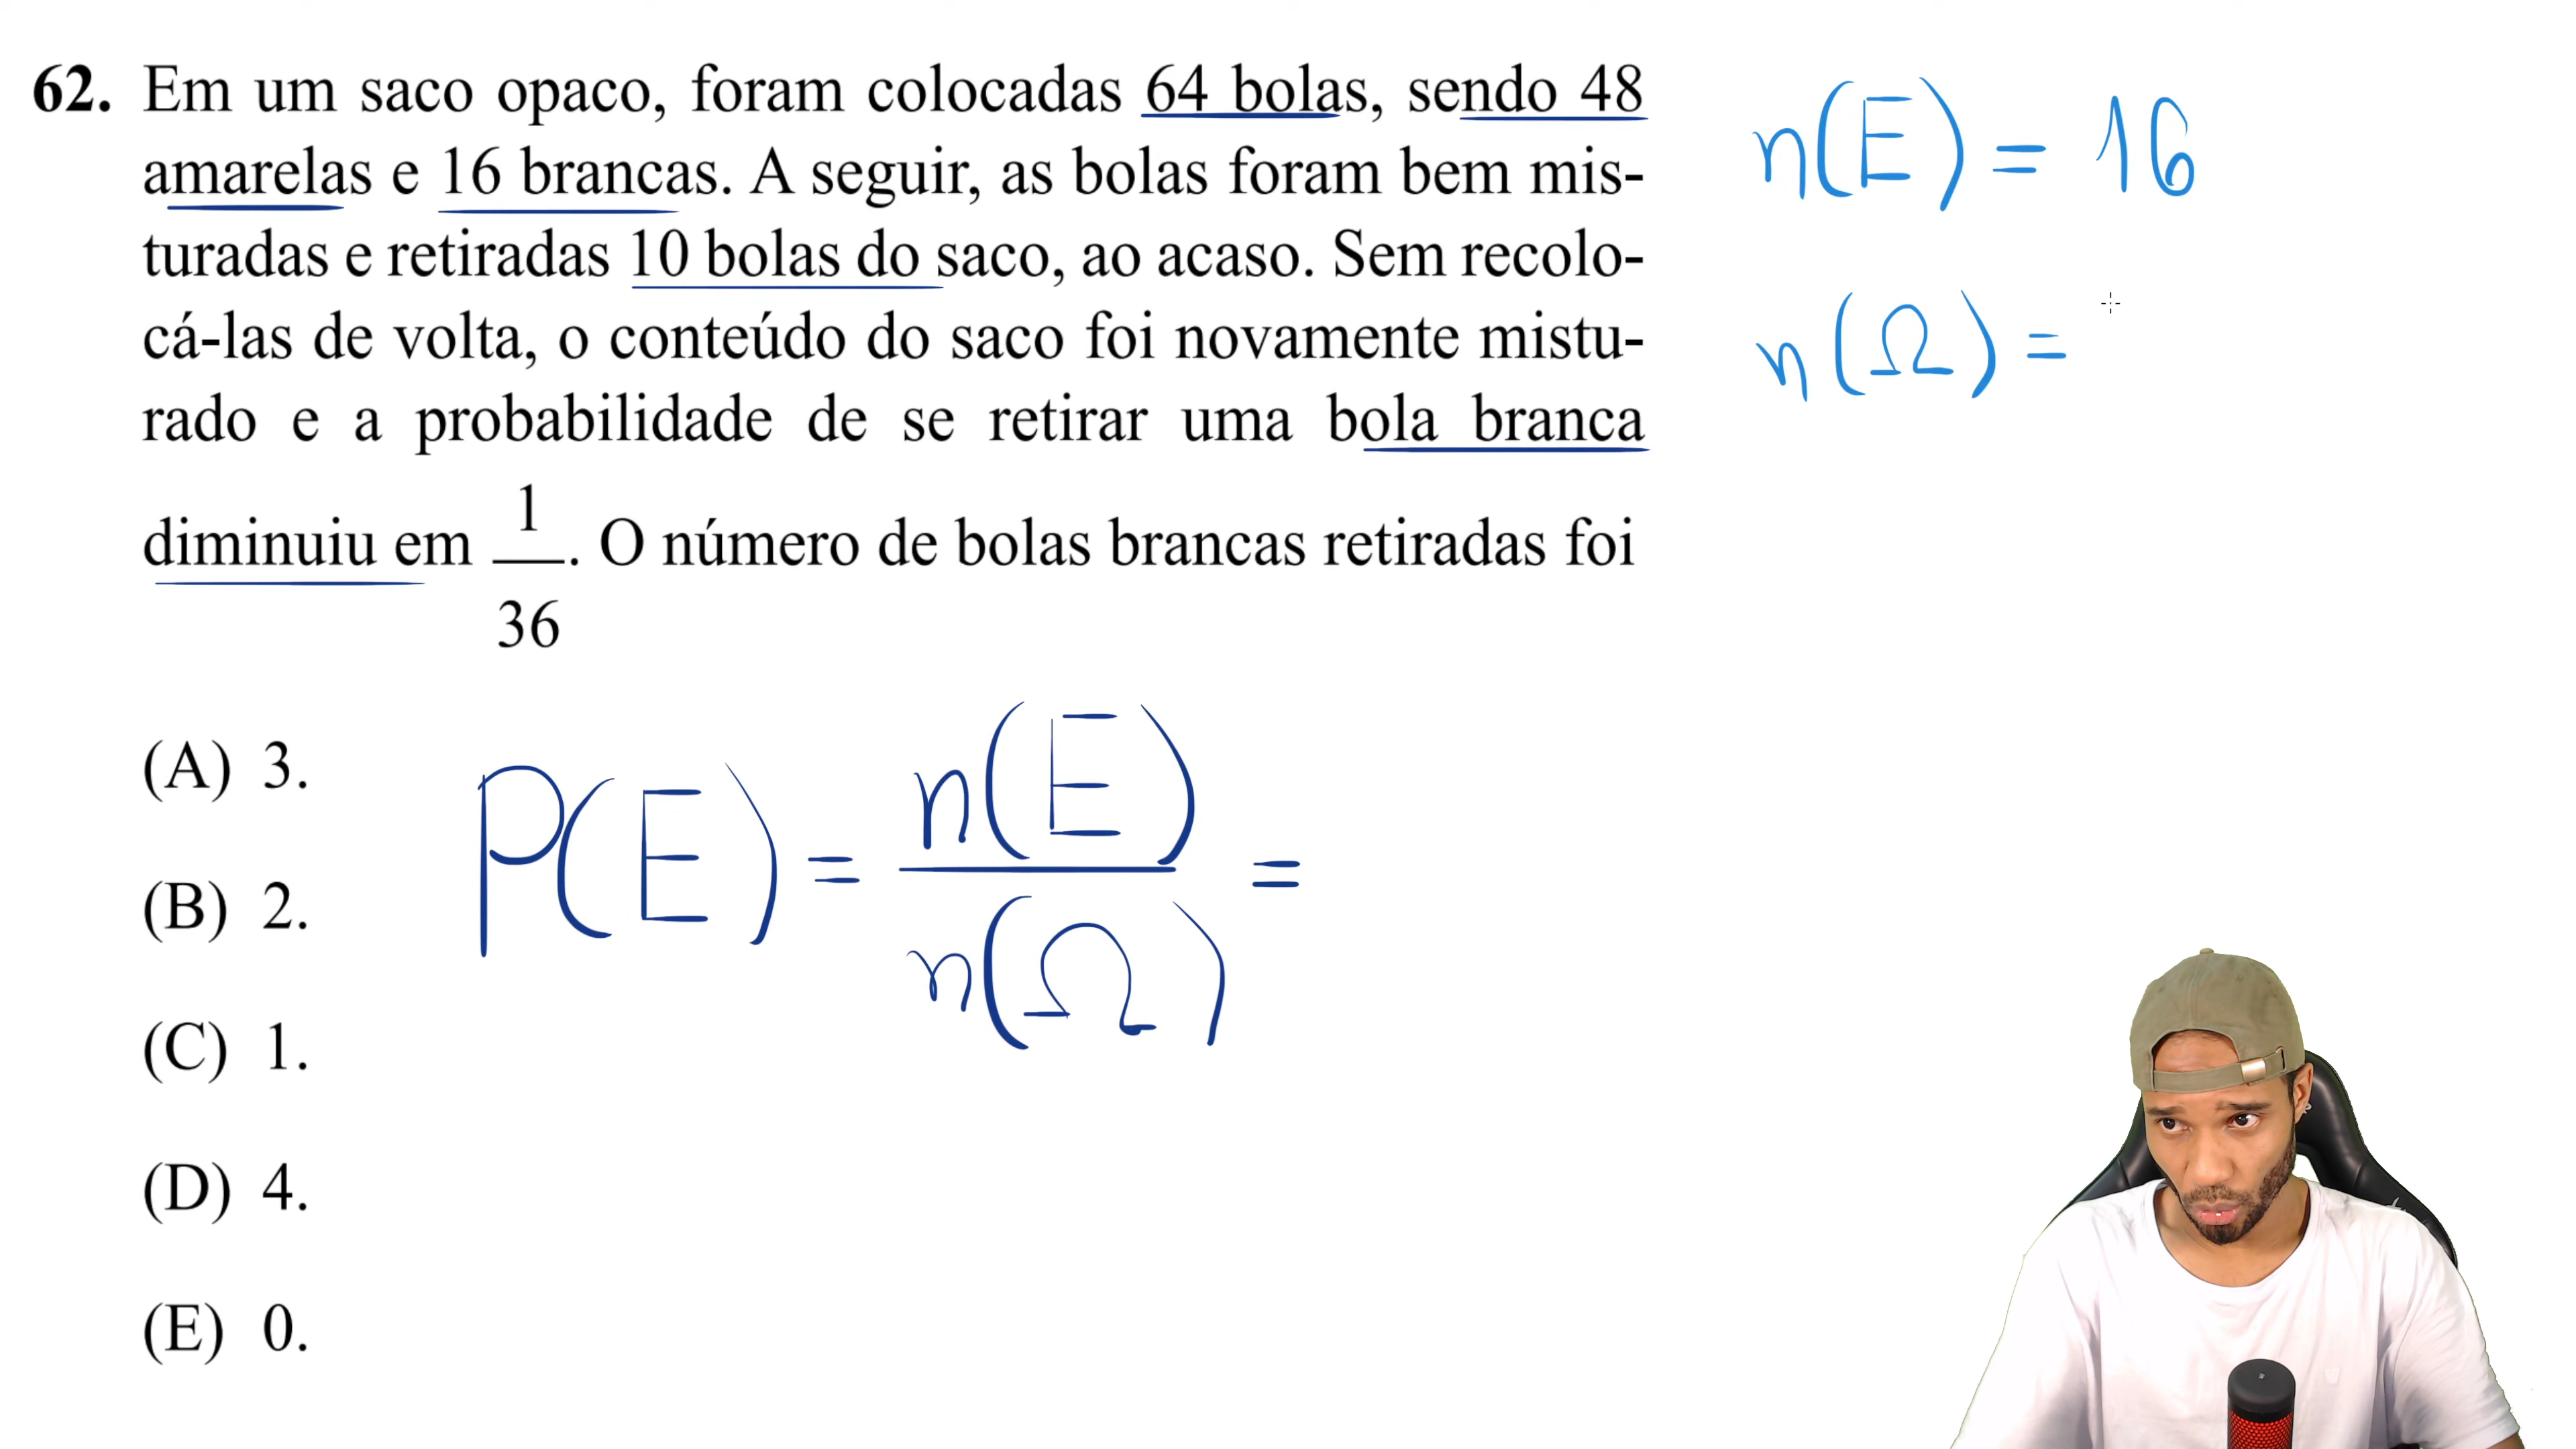 62. Em um saco opaco, foram colocadas 64 bolas, sendo 48
amarelas e 16 brancas. A seguir, as bolas foram bem mis-
turadas e retiradas 10 bolas do saco, ao acaso. Sem recolo-
cá-las de volta, o conteúdo do saco foi novamente mistu-
rado e a probabilidade de se retirar uma bola branca
diminuiu em 1/36. O número de bolas brancas retiradas foi
(A) 3.
(B) 2.
(C) 1.
(D) 4.
(E) 0.
P(E) = n(E)/n(Ω) =
n(E) = 16
n(Ω) =